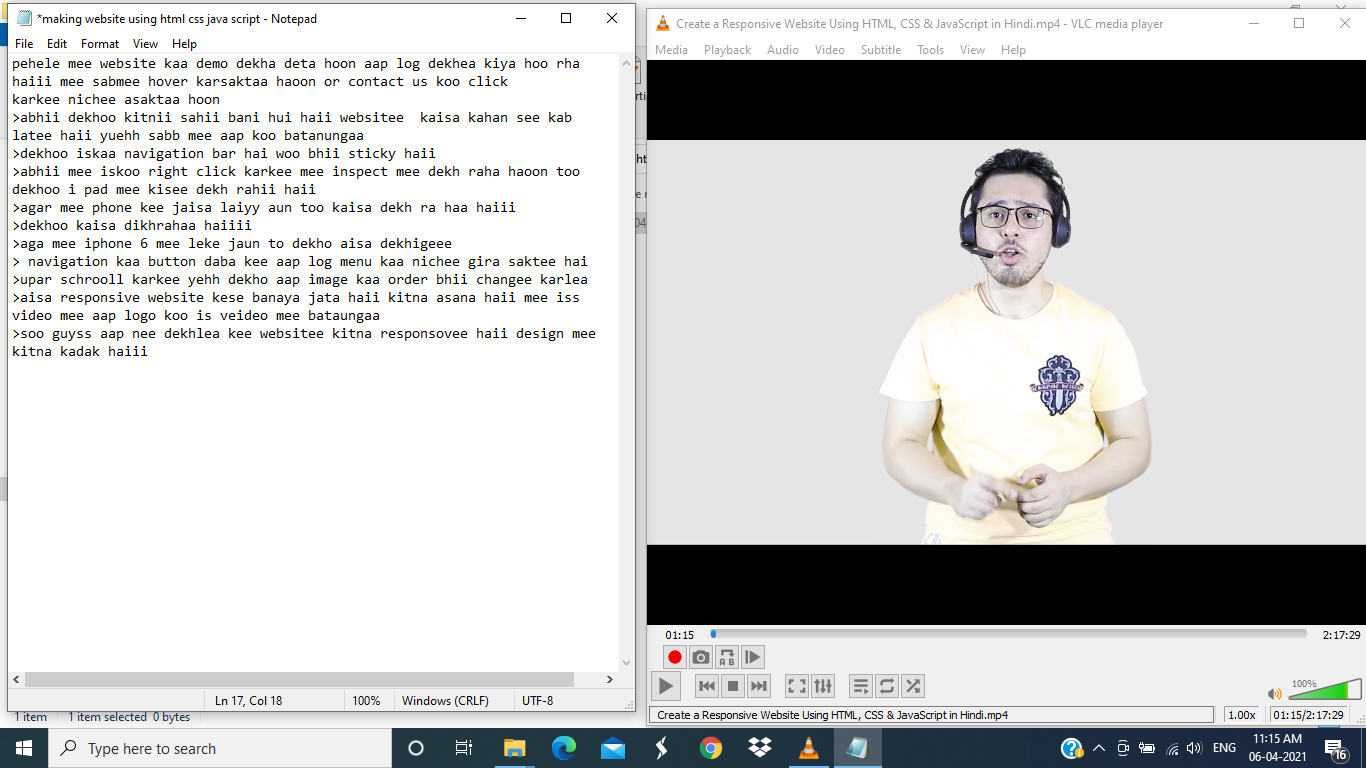 *making website using html css java script - Notepad
File Edit Format View Help
pehele mee website kaa demo dekha deta hoon aap log dekhea kiya hoo rha
haiii mee sabmee hover karsaktaa haoon or contact us koo click
karkee nichee asaktaa hoon
>abhii dekhoo kitnii sahii bani hui haii websitee  kaisa kahan see kab
latee haii yuehh sabb mee aap koo batanungaa
>dekhoo iskaa navigation bar hai woo bhii sticky haii
>abhii mee iskoo right click karkee mee inspect mee dekh raha haoon too
dekhoo i pad mee kisee dekh rahii haii
>agar mee phone kee jaisa laiyy aun too kaisa dekh ra haa haiii
>dekhoo kaisa dikhrahaa haiiii
>aga mee iphone 6 mee leke jaun to dekho aisa dekhigeee
> navigation kaa button daba kee aap log menu kaa nichee gira saktee hai
>upar schrooll karkee yehh dekho aap image kaa order bhii changee karlea
>aisa responsive website kese banaya jata haii kitna asana haii mee iss
video mee aap logo koo is veideo mee bataungaa
>soo guyss aap nee dekhlea kee websitee kitna responsovee haii design mee
kitna kadak haiii
Ln 17, Col 18 100% Windows (CRLF) UTF-8
1 item 1 item selected 0 bytes
Create a Responsive Website Using HTML, CSS & JavaScript in Hindi.mp4 - VLC media player
Media Playback Audio Video Subtitle Tools View Help
01:15 2:17:29
100%
Create a Responsive Website Using HTML, CSS & JavaScript in Hindi.mp4 1.00x 01:15/2:17:29
Type here to search
ENG 11:15 AM
06-04-2021
16